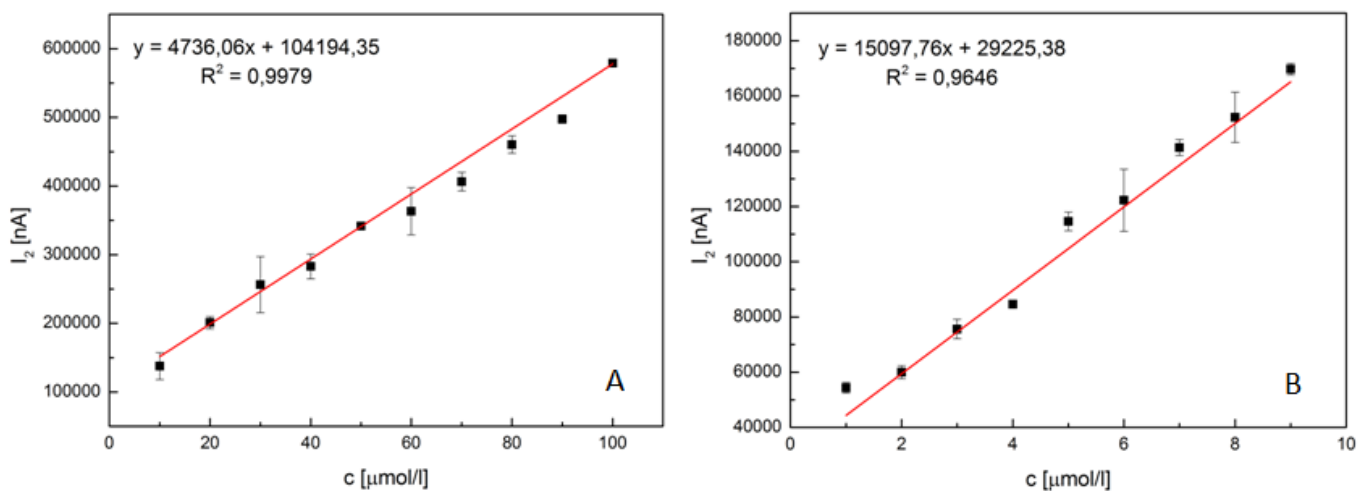 y = 4736,06x + 104194,35
R² = 0,9979
600000
500000
400000
300000
200000
100000
I₂ [nA]
0 20 40 60 80 100
c [μmol/l]
A
y = 15097,76x + 29225,38
R² = 0,9646
180000
160000
140000
120000
100000
80000
60000
40000
I₂ [nA]
0 2 4 6 8 10
c [μmol/l]
B